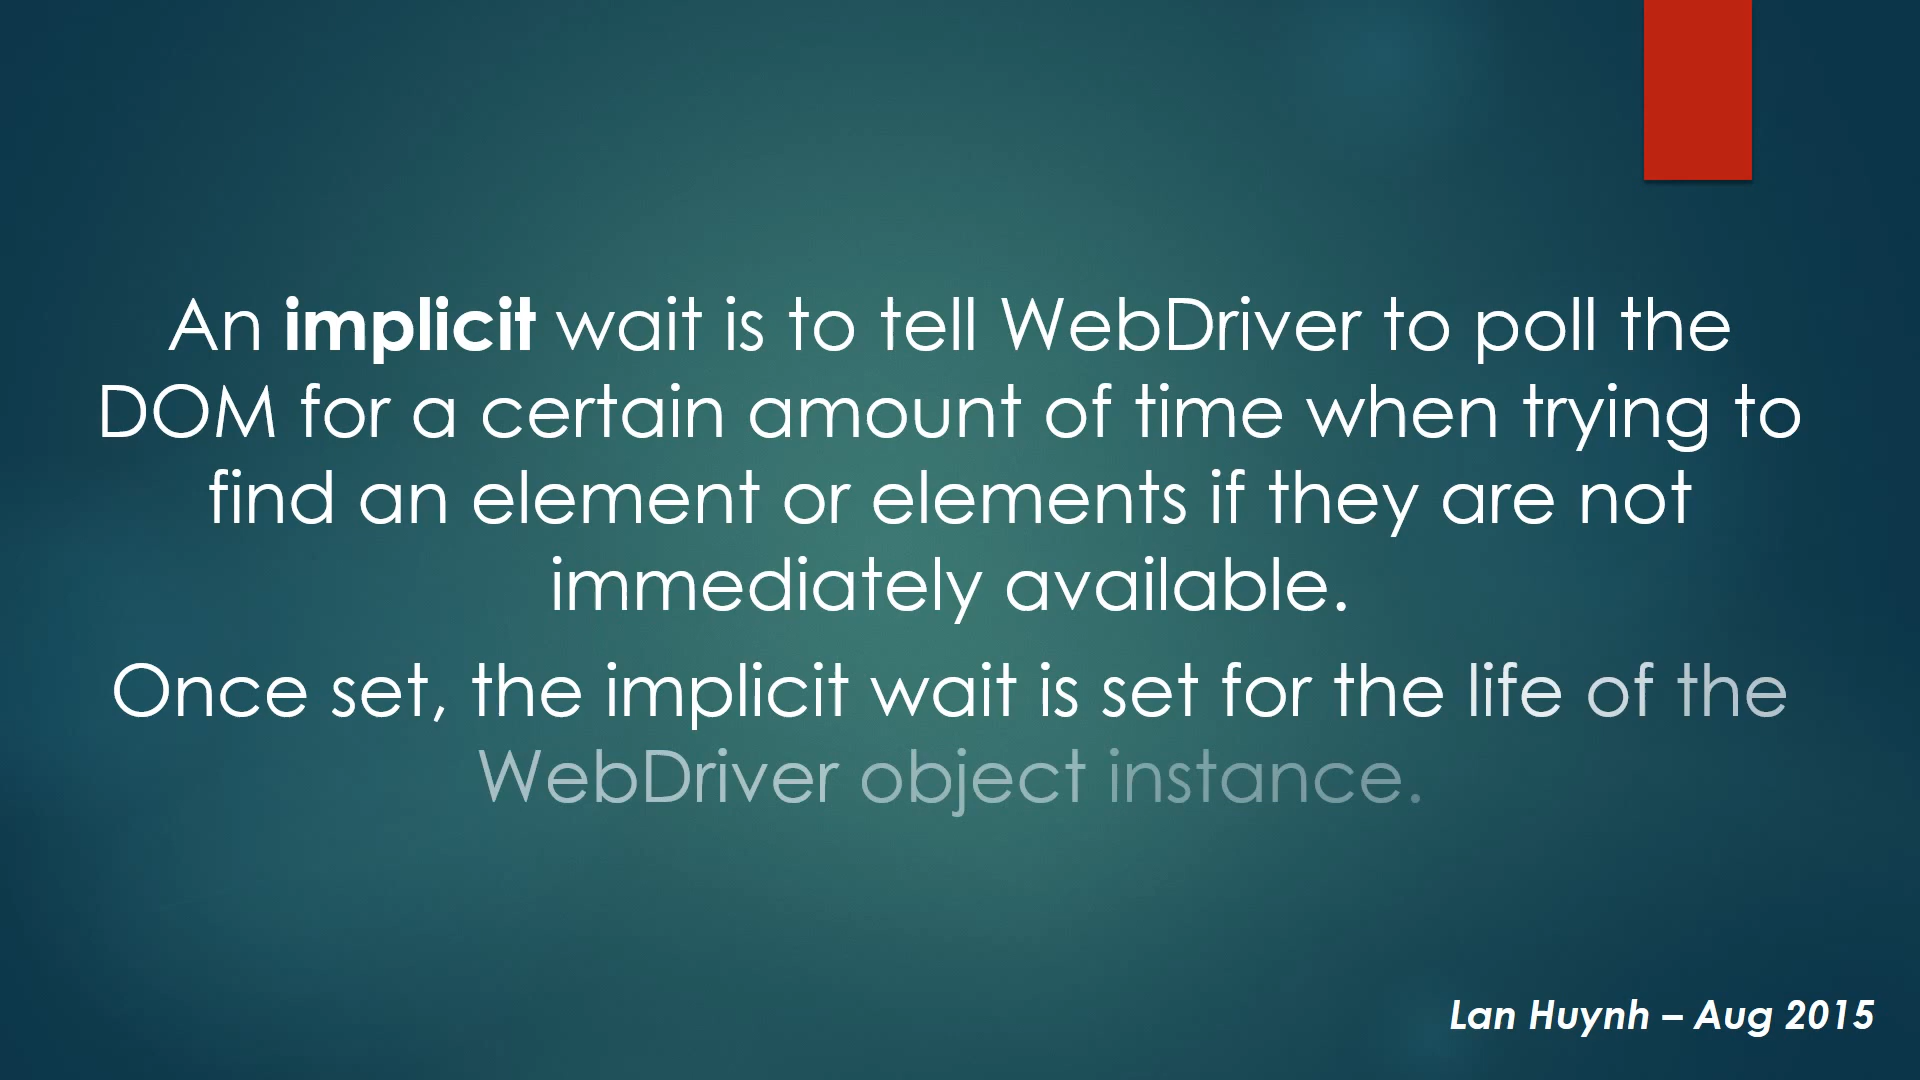 An implicit wait is to tell WebDriver to poll the
DOM for a certain amount of time when trying to
find an element or elements if they are not
immediately available.
Once set, the implicit wait is set for the life of the
WebDriver object instance.
Lan Huynh – Aug 2015